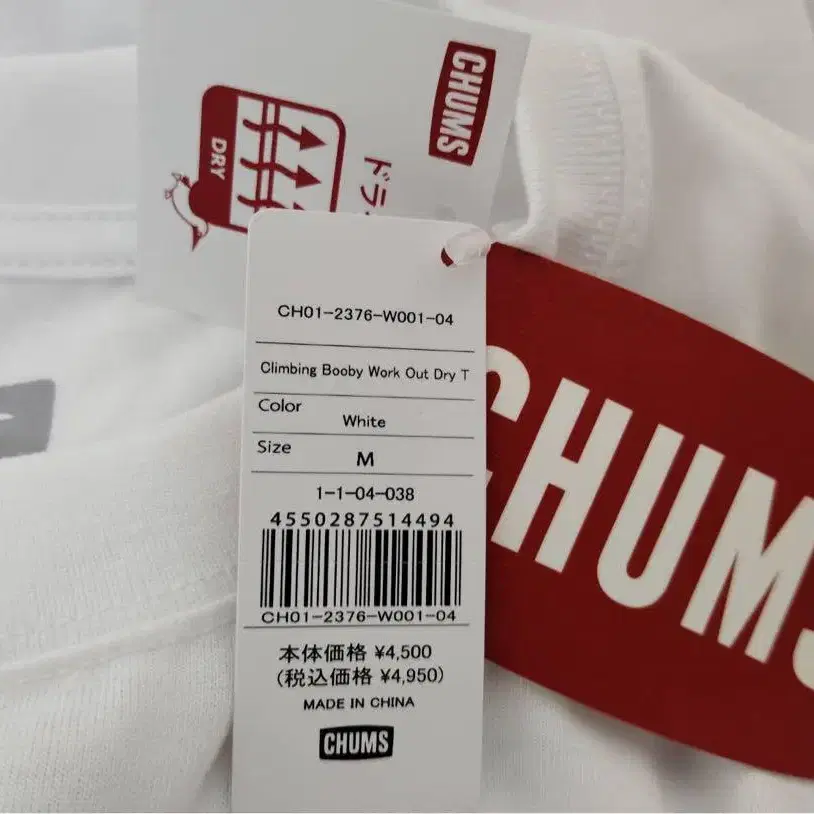 CHUMS
DRY
ドラ
CH01-2376-W001-04
Climbing Booby Work Out Dry T
Color
White
Size
M
1-1-04-038
4550287514494
CH01-2376-W001-04
本体価格 ¥4,500
(税込価格 ¥4,950)
MADE IN CHINA
CHUMS
CHUMS